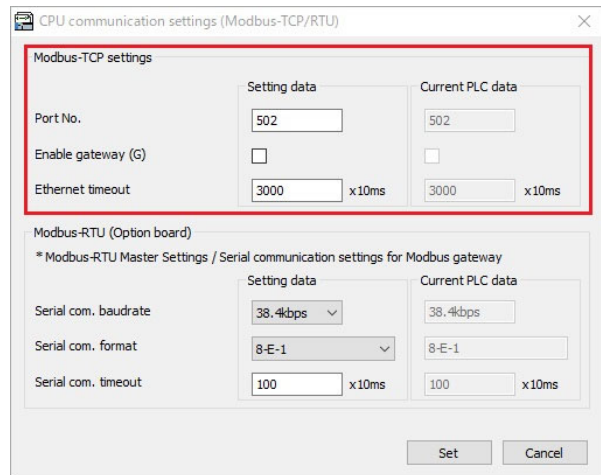 CPU communication settings (Modbus-TCP/RTU)
Modbus-TCP settings
Setting data Current PLC data
Port No. 502 502
Enable gateway (G)
Ethernet timeout 3000 x10ms 3000 x10ms
Modbus-RTU (Option board)
* Modbus-RTU Master Settings / Serial communication settings for Modbus gateway
Setting data Current PLC data
Serial com. baudrate 38.4kbps 38.4kbps
Serial com. format 8-E-1 8-E-1
Serial com. timeout 100 x10ms 100 x10ms
Set Cancel